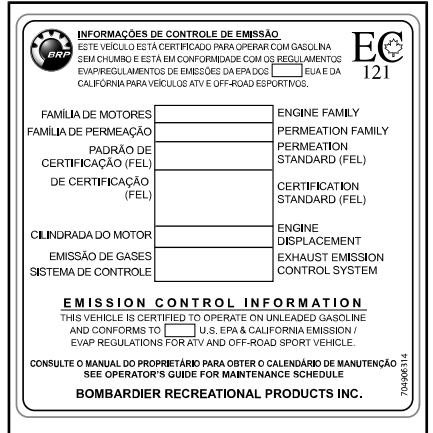 BRP
INFORMAÇÕES
DE CONTROLE DE EMISSÃO
ESTE VEÍCULO ESTÁ CERTIFICADO PARA OPERAR COM GASOLINA
SEM CHUMBO E ESTÁ EM CONFORMIDADE COM OS REGULAMENTOS
EVAP/REGULAMENTOS DE EMISSÕES DA EPA DOS EUA E DA
CALIFÓRNIA PARA VEÍCULOS ATV E OFF-ROAD ESPORTIVOS.
EC
121
FAMÍLIA DE MOTORES ENGINE FAMILY
FAMÍLIA DE PERMEAÇÃO PERMEATION FAMILY
PADRÃO DE PERMEATION
CERTIFICAÇÃO (FEL) STANDARD (FEL)
DE CERTIFICAÇÃO CERTIFICATION
(FEL) STANDARD (FEL)
CILINDRADA DO MOTOR ENGINE
DISPLACEMENT
EMISSÃO DE GASES EXHAUST EMISSION
SISTEMA DE CONTROLE CONTROL SYSTEM
EMISSION CONTROL INFORMATION
THIS VEHICLE IS CERTIFIED TO OPERATE ON UNLEADED GASOLINE
AND CONFORMS TO U.S. EPA & CALIFORNIA EMISSION /
EVAP REGULATIONS FOR ATV AND OFF-ROAD SPORT VEHICLE.
CONSULTE O MANUAL DO PROPRIETÁRIO PARA OBTER O CALENDÁRIO DE MANUTENÇÃO
SEE OPERATOR'S GUIDE FOR MAINTENANCE SCHEDULE
BOMBARDIER RECREATIONAL PRODUCTS INC.
704906314